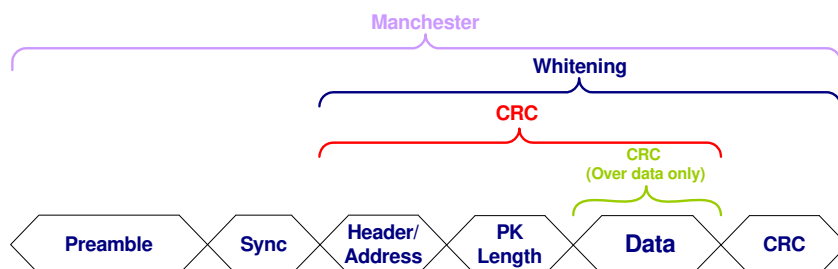 Manchester
Whitening
CRC
CRC
(Over data only)
Preamble
Sync
Header/
Address
PK
Length
Data
CRC